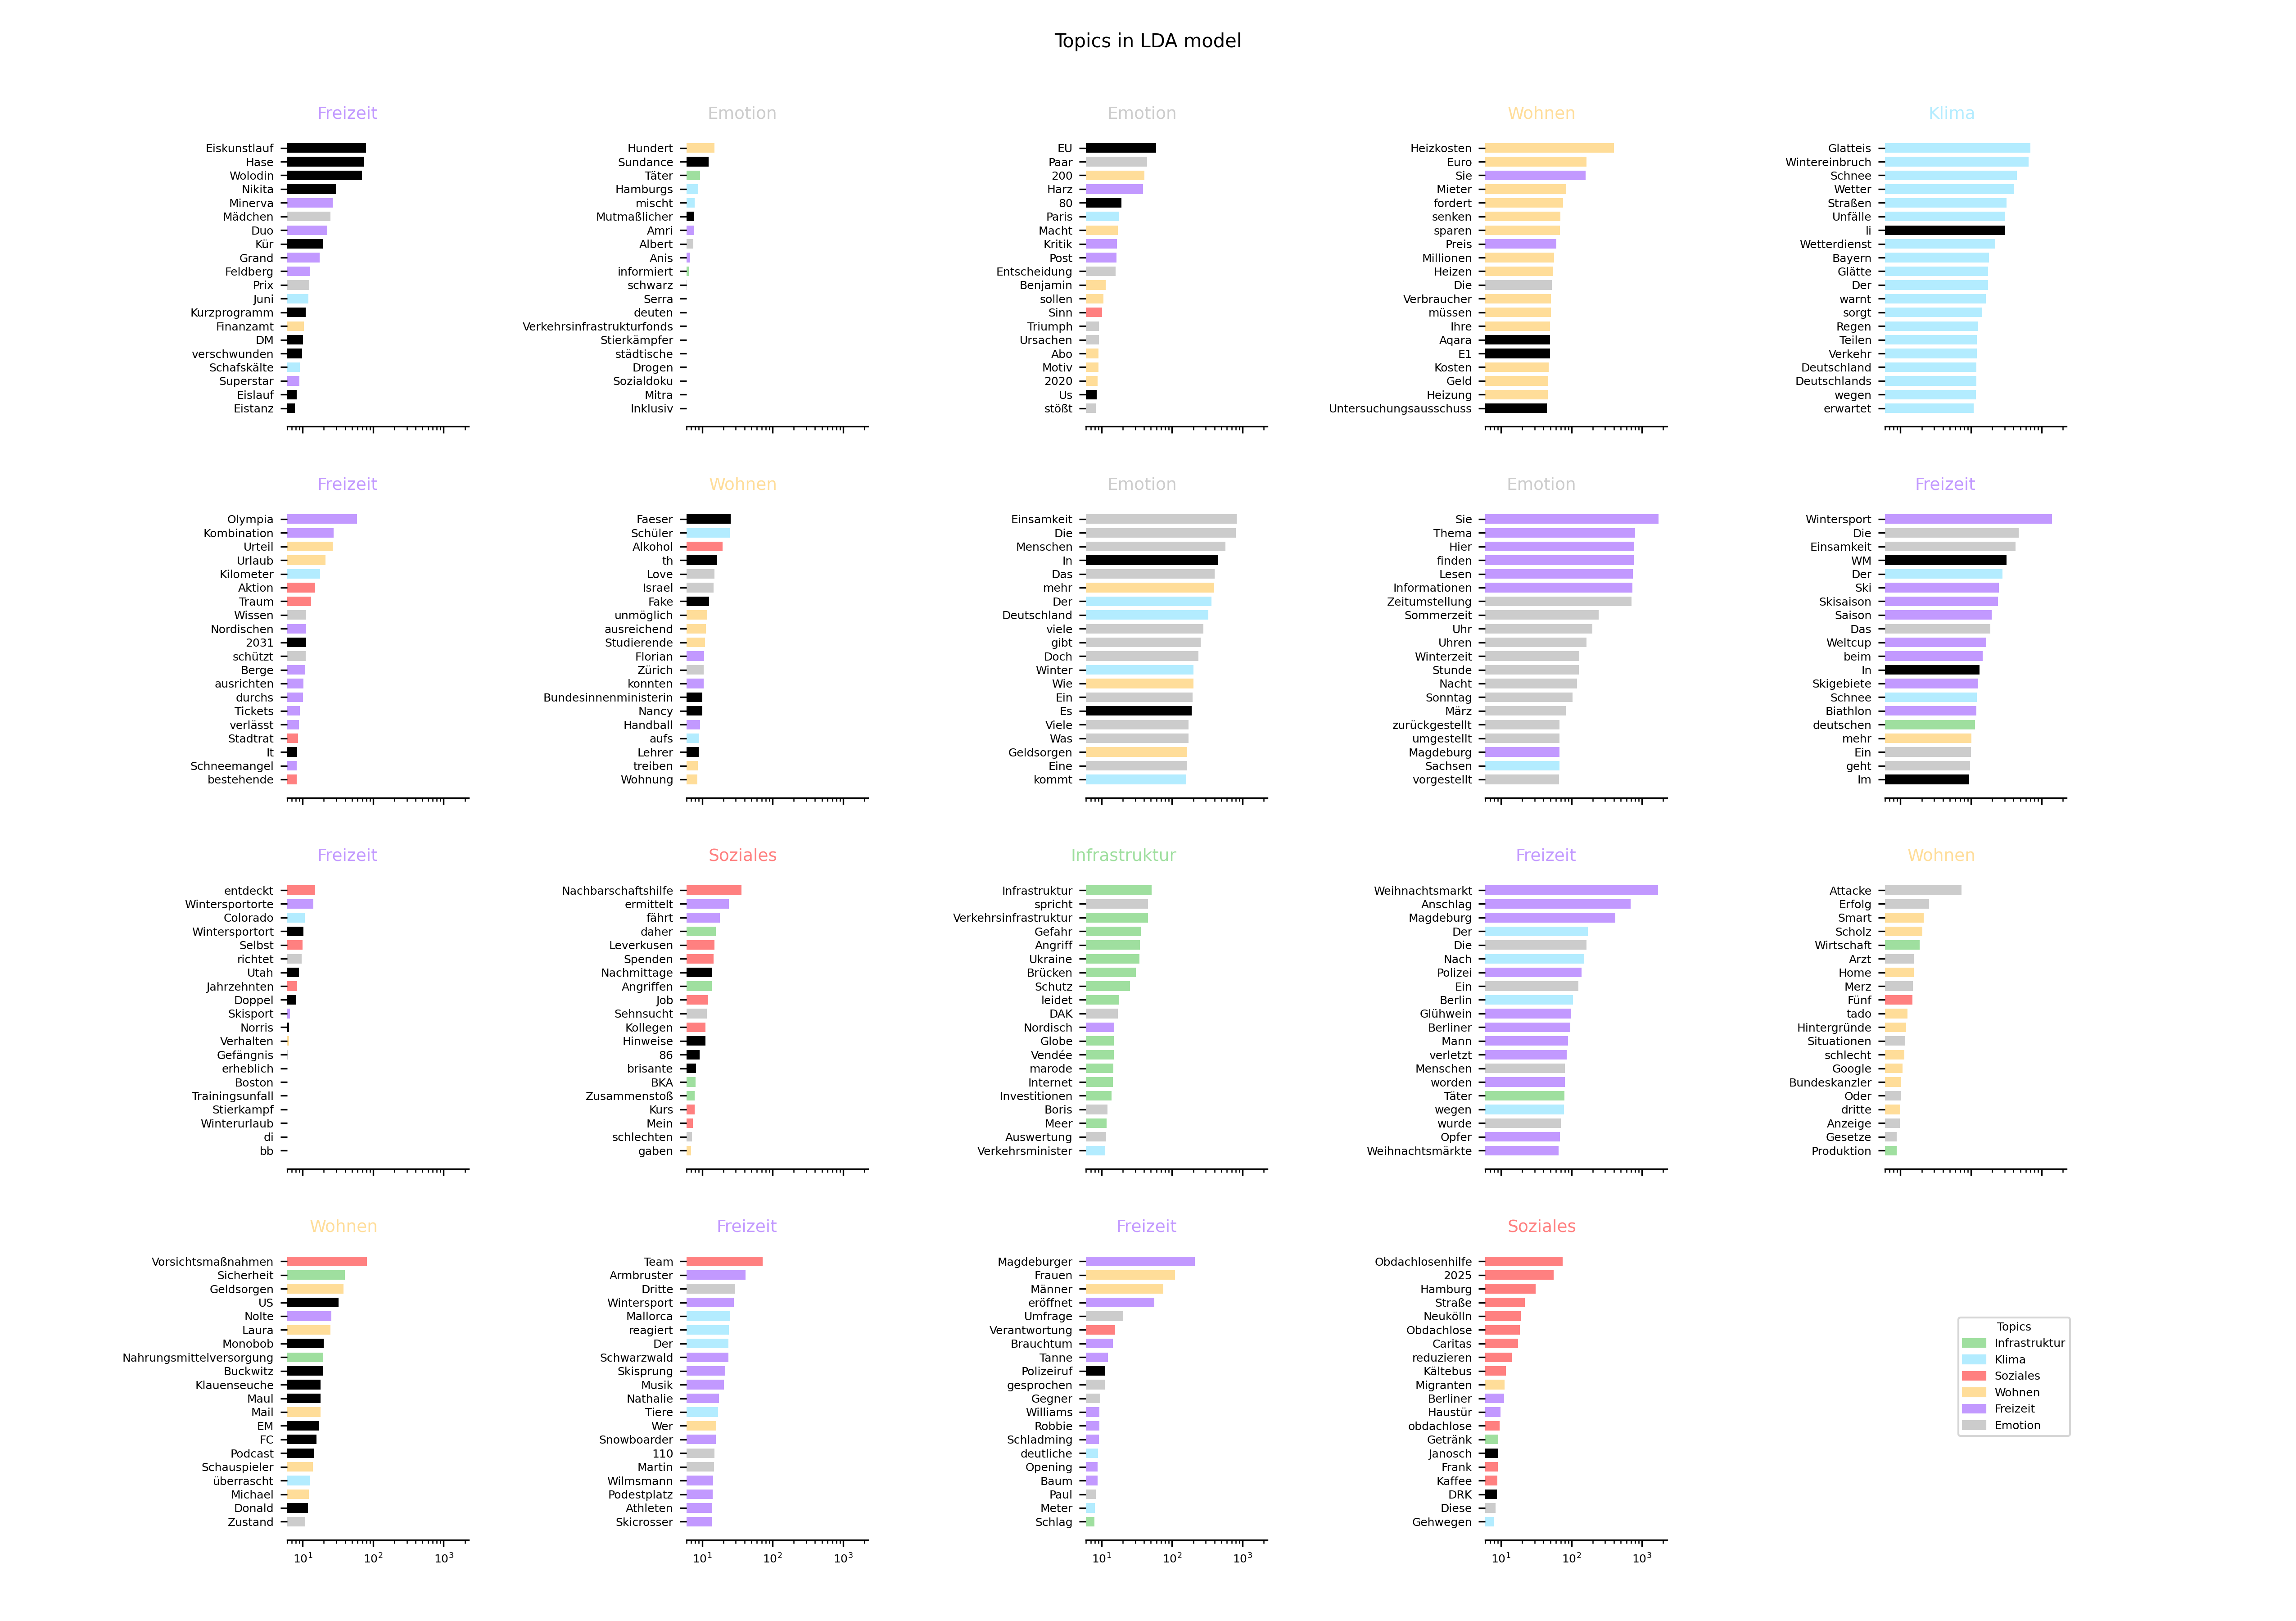 Topics in LDA model
Freizeit
Eiskunstlauf
Hase
Wolodin
Nikita
Minerva
Mädchen
Duo
Kür
Grand
Feldberg
Prix
Juni
Kurzprogramm
Finanzamt
DM
verschwunden
Schafskälte
Superstar
Eislauf
Eistanz
Emotion
Hundert
Sundance
Täter
Hamburgs
mischt
Mutmaßlicher
Amri
Albert
Anis
informiert
schwarz
Serra
deuten
Verkehrsinfrastrukturfonds
Stierkämpfer
städtische
Drogen
Sozialdoku
Mitra
Inklusiv
Emotion
EU
Paar
200
Harz
80
Paris
Macht
Kritik
Post
Entscheidung
Benjamin
sollen
Sinn
Triumph
Ursachen
Abo
Motiv
2020
Us
stößt
Wohnen
Heizkosten
Euro
Sie
Mieter
fordert
senken
sparen
Preis
Millionen
Heizen
Die
Verbraucher
müssen
Ihre
Aqara
E1
Kosten
Geld
Heizung
Untersuchungsausschuss
Klima
Glatteis
Wintereinbruch
Schnee
Wetter
Straßen
Unfälle
li
Wetterdienst
Bayern
Glätte
Der
warnt
sorgt
Regen
Teilen
Verkehr
Deutschland
Deutschlands
wegen
erwartet
Freizeit
Olympia
Kombination
Urteil
Urlaub
Kilometer
Aktion
Traum
Wissen
Nordischen
2031
schützt
Berge
ausrichten
durchs
Tickets
verlässt
Stadtrat
It
Schneemangel
bestehende
Wohnen
Faeser
Schüler
Alkohol
th
Love
Israel
Fake
unmöglich
ausreichend
Studierende
Florian
Zürich
konnten
Bundesinnenministerin
Nancy
Handball
aufs
Lehrer
treiben
Wohnung
Emotion
Einsamkeit
Die
Menschen
In
Das
mehr
Der
Deutschland
viele
gibt
Doch
Winter
Wie
Ein
Es
Viele
Was
Geldsorgen
Eine
kommt
Emotion
Sie
Thema
Hier
finden
Lesen
Informationen
Zeitumstellung
Sommerzeit
Uhr
Uhren
Winterzeit
Stunde
Nacht
Sonntag
März
zurückgestellt
umgestellt
Magdeburg
Sachsen
vorgestellt
Freizeit
Wintersport
Die
Einsamkeit
WM
Der
Ski
Skisaison
Saison
Das
Weltcup
beim
In
Skigebiete
Schnee
Biathlon
deutschen
mehr
Ein
geht
Im
Freizeit
entdeckt
Wintersportorte
Colorado
Wintersportort
Selbst
richtet
Utah
Jahrzehnten
Doppel
Skisport
Norris
Verhalten
Gefängnis
erheblich
Boston
Trainingsunfall
Stierkampf
Winterurlaub
di
bb
Soziales
Nachbarschaftshilfe
ermittelt
fährt
daher
Leverkusen
Spenden
Nachmittage
Angriffen
Job
Sehnsucht
Kollegen
Hinweise
86
brisante
BKA
Zusammenstoß
Kurs
Mein
schlechten
gaben
Infrastruktur
Infrastruktur
spricht
Verkehrsinfrastruktur
Gefahr
Angriff
Ukraine
Brücken
Schutz
leidet
DAK
Nordisch
Globe
Vendée
marode
Internet
Investitionen
Boris
Meer
Auswertung
Verkehrsminister
Freizeit
Weihnachtsmarkt
Anschlag
Magdeburg
Der
Die
Nach
Polizei
Ein
Berlin
Glühwein
Berliner
Mann
verletzt
Menschen
worden
Täter
wegen
wurde
Opfer
Weihnachtsmärkte
Wohnen
Attacke
Erfolg
Smart
Scholz
Wirtschaft
Arzt
Home
Merz
Fünf
tado
Hintergründe
Situationen
schlecht
Google
Bundeskanzler
Oder
dritte
Anzeige
Gesetze
Produktion
Wohnen
Vorsichtsmaßnahmen
Sicherheit
Geldsorgen
US
Nolte
Laura
Monobob
Nahrungsmittelversorgung
Buckwitz
Klauenseuche
Maul
Mail
EM
FC
Podcast
Schauspieler
überrascht
Michael
Donald
Zustand
10¹ 10² 10³
Freizeit
Team
Armbruster
Dritte
Wintersport
Mallorca
reagiert
Der
Schwarzwald
Skisprung
Musik
Nathalie
Tiere
Wer
Snowboarder
110
Martin
Wilmsmann
Podestplatz
Athleten
Skicrosser
10¹ 10² 10³
Freizeit
Magdeburger
Frauen
Männer
eröffnet
Umfrage
Verantwortung
Brauchtum
Tanne
Polizeiruf
gesprochen
Gegner
Williams
Robbie
Schladming
deutliche
Opening
Baum
Paul
Meter
Schlag
10¹ 10² 10³
Soziales
Obdachlosenhilfe
2025
Hamburg
Straße
Neukölln
Obdachlose
Caritas
reduzieren
Kältebus
Migranten
Berliner
Haustür
obdachlose
Getränk
Janosch
Frank
Kaffee
DRK
Diese
Gehwegen
10¹ 10² 10³
Topics
Infrastruktur
Klima
Soziales
Wohnen
Freizeit
Emotion